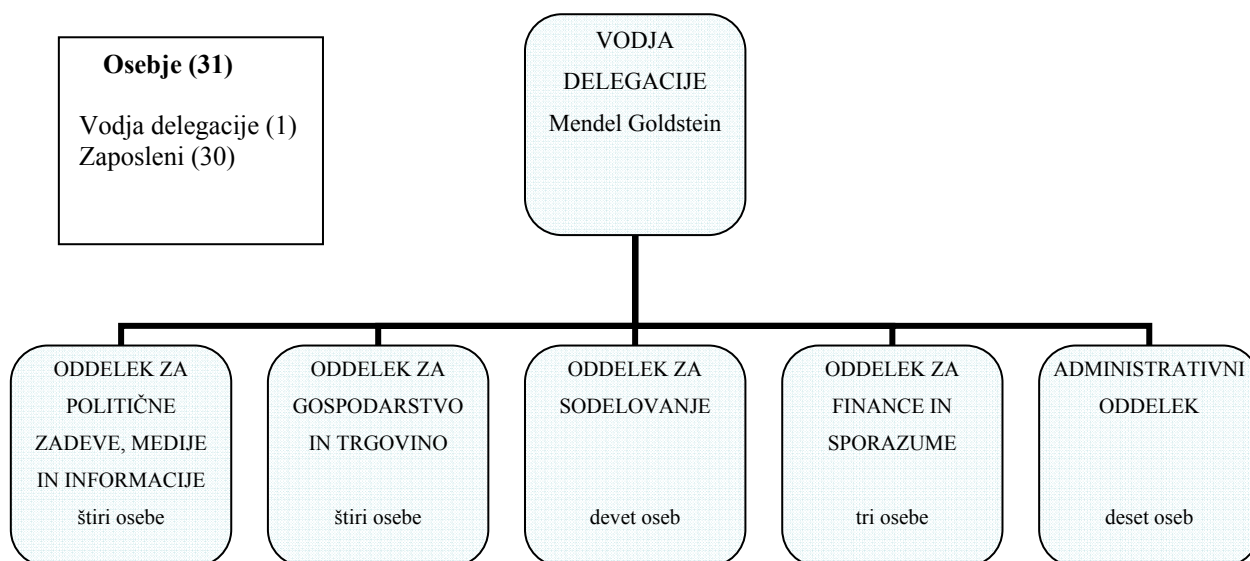 Osebje (31)
Vodja delegacije (1)
Zaposleni (30)
VODJA
DELEGACIJE
Mendel Goldstein
ODDELEK ZA
POLITIČNE
ZADEVE, MEDIJE
IN INFORMACIJE
štiri osebe
ODDELEK ZA
GOSPODARSTVO
IN TRGOVINO
štiri osebe
ODDELEK ZA
SODELOVANJE
devet oseb
ODDELEK ZA
FINANCE IN
SPORAZUME
tri osebe
ADMINISTRATIVNI
ODDELEK
deset oseb